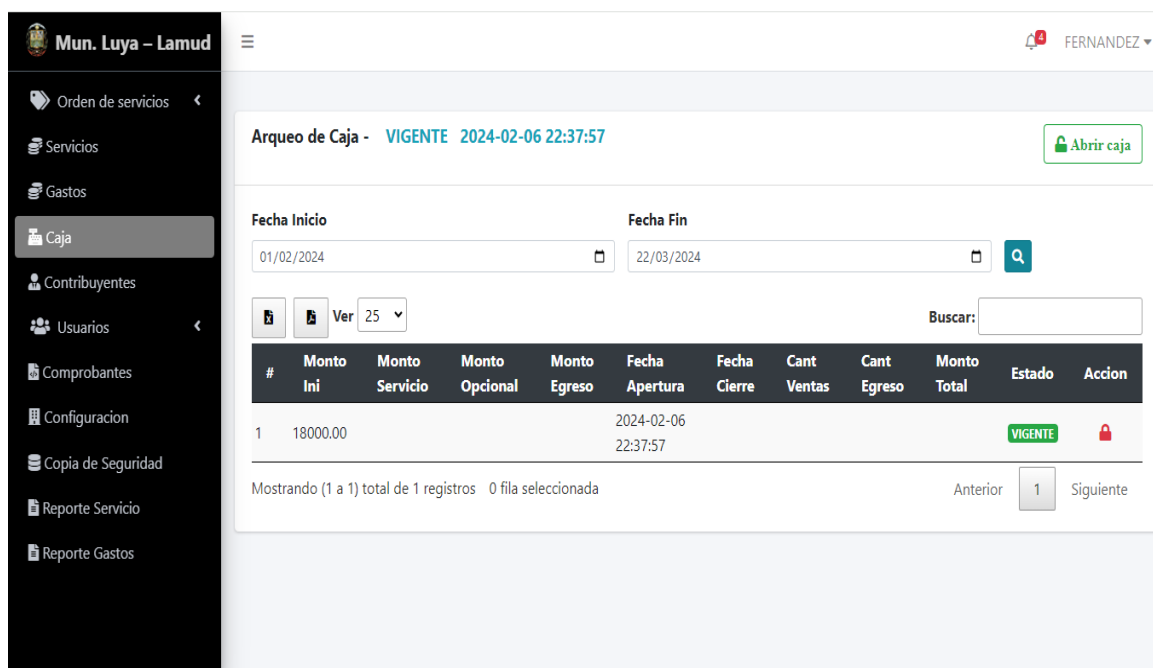 Mun. Luya – Lamud
4
FERNANDEZ
Orden de servicios
Servicios
Gastos
Caja
Contribuyentes
Usuarios
Comprobantes
Configuracion
Copia de Seguridad
Reporte Servicio
Reporte Gastos
Arqueo de Caja - VIGENTE 2024-02-06 22:37:57
Abrir caja
Fecha Inicio
Fecha Fin
01/02/2024
22/03/2024
Ver 25
Buscar:
# Monto Ini Monto Servicio Monto Opcional Monto Egreso Fecha Apertura Fecha Cierre Cant Ventas Cant Egreso Monto Total Estado Accion
1 18000.00 2024-02-06 22:37:57 VIGENTE
Mostrando (1 a 1) total de 1 registros 0 fila seleccionada
Anterior 1 Siguiente